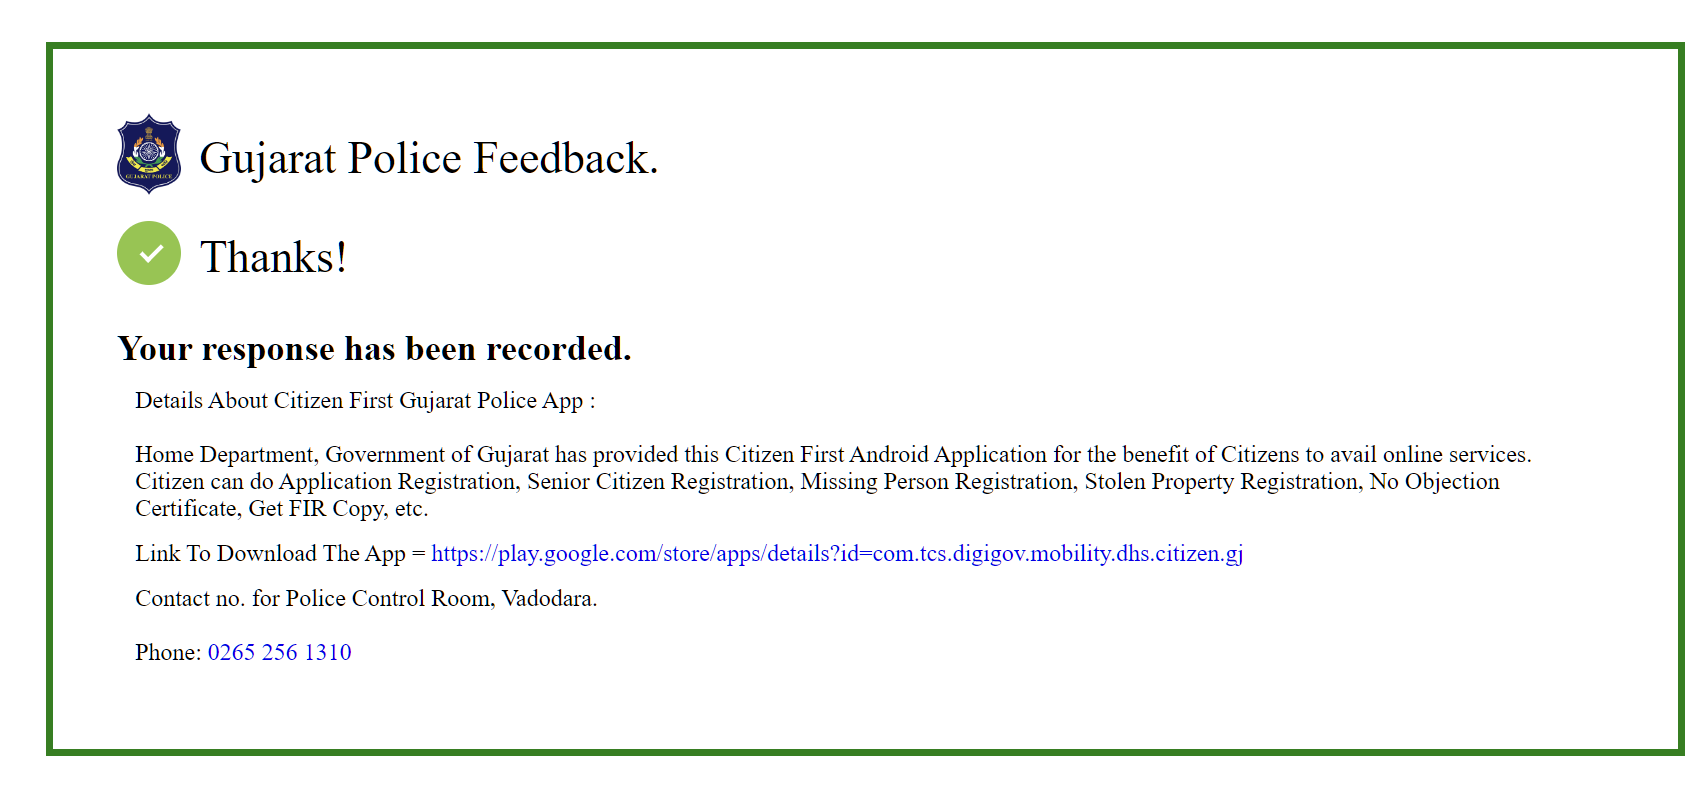 GUJARAT POLICE
Gujarat Police Feedback.
Thanks!
Your response has been recorded.
Details About Citizen First Gujarat Police App :
Home Department, Government of Gujarat has provided this Citizen First Android Application for the benefit of Citizens to avail online services.
Citizen can do Application Registration, Senior Citizen Registration, Missing Person Registration, Stolen Property Registration, No Objection
Certificate, Get FIR Copy, etc.
Link To Download The App = https://play.google.com/store/apps/details?id=com.tcs.digigov.mobility.dhs.citizen.gj
Contact no. for Police Control Room, Vadodara.
Phone: 0265 256 1310